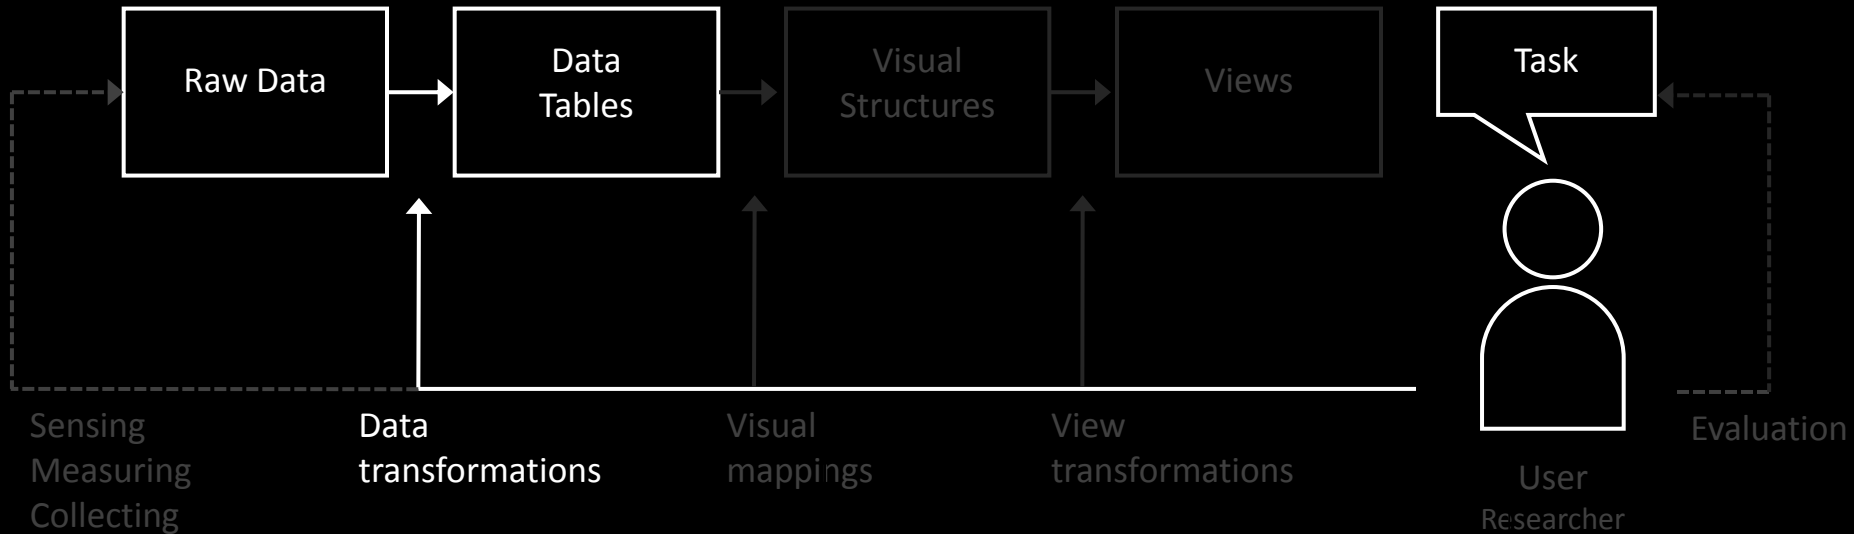 Raw Data
Data
Tables
Visual
Structures
Views
Task
Sensing
Measuring
Collecting
Data
transformations
Visual
mappings
View
transformations
User
Researcher
Evaluation